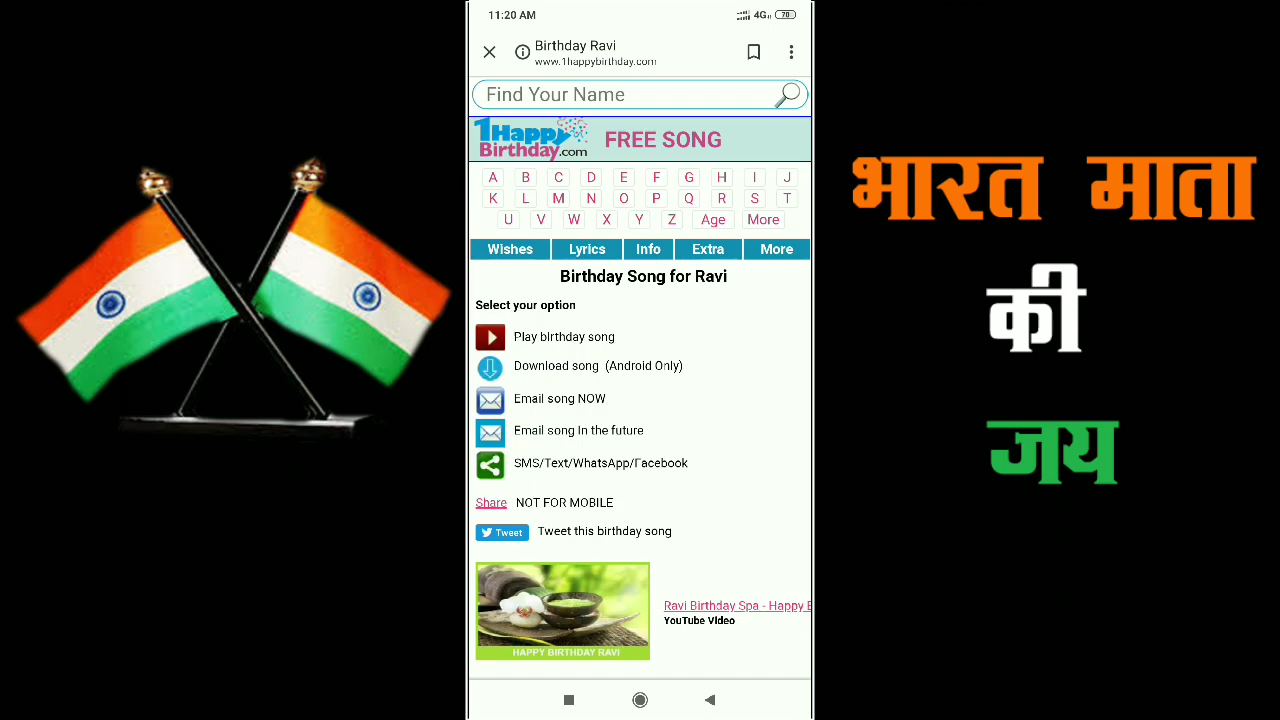 11:20 AM
4G
70
Birthday Ravi
www.1happybirthday.com
Find Your Name
1Happy
Birthday.com
FREE SONG
A B C D E F G H I J
K L M N O P Q R S T
U V W X Y Z Age More
Wishes Lyrics Info Extra More
Birthday Song for Ravi
Select your option
Play birthday song
Download song (Android Only)
Email song NOW
Email song In the future
SMS/Text/WhatsApp/Facebook
Share NOT FOR MOBILE
Tweet Tweet this birthday song
Ravi Birthday Spa - Happy
YouTube Video
HAPPY BIRTHDAY RAVI
भारत माता
की
जय